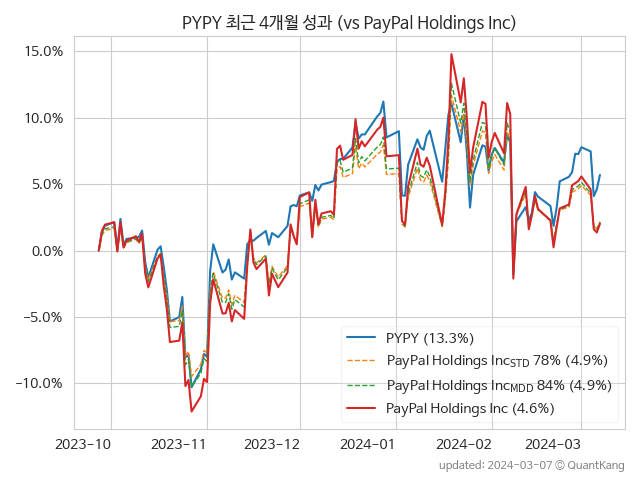 PYPY 최근 4개월 성과 (vs PayPal Holdings Inc)
15.0%
10.0%
5.0%
0.0%
−5.0%
−10.0%
PYPY (13.3%)
PayPal Holdings IncSTD 78% (4.9%)
PayPal Holdings IncMDD 84% (4.9%)
PayPal Holdings Inc (4.6%)
2023−10 2023−11 2023−12 2024−01 2024−02 2024−03
updated: 2024-03-07 © QuantKang